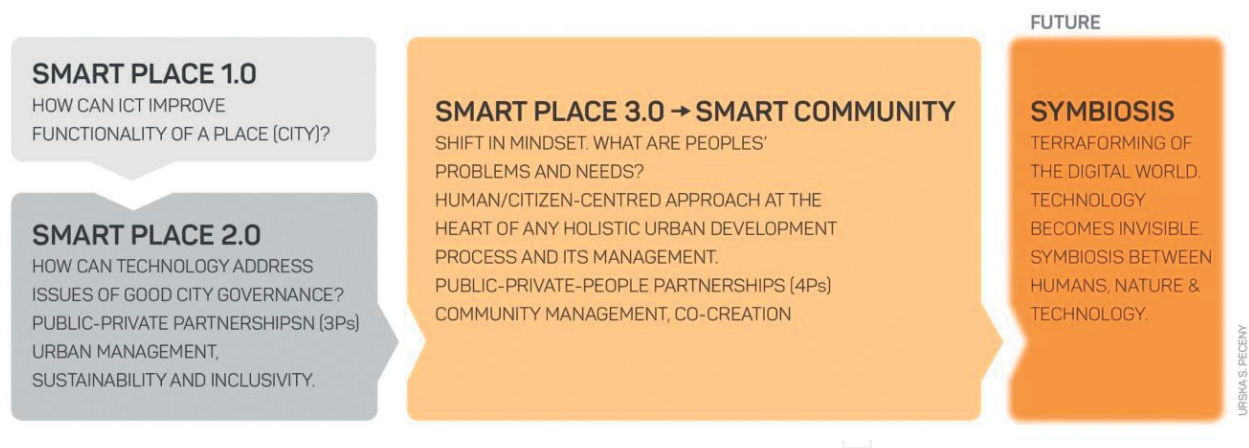 SMART PLACE 1.0
HOW CAN ICT IMPROVE
FUNCTIONALITY OF A PLACE (CITY)?
SMART PLACE 2.0
HOW CAN TECHNOLOGY ADDRESS
ISSUES OF GOOD CITY GOVERNANCE?
PUBLIC-PRIVATE PARTNERSHIPSN (3Ps)
URBAN MANAGEMENT,
SUSTAINABILITY AND INCLUSIVITY.
SMART PLACE 3.0 → SMART COMMUNITY
SHIFT IN MINDSET. WHAT ARE PEOPLES'
PROBLEMS AND NEEDS?
HUMAN/CITIZEN-CENTRED APPROACH AT THE
HEART OF ANY HOLISTIC URBAN DEVELOPMENT
PROCESS AND ITS MANAGEMENT.
PUBLIC-PRIVATE-PEOPLE PARTNERSHIPS (4Ps)
COMMUNITY MANAGEMENT, CO-CREATION
FUTURE
SYMBIOSIS
TERRAFORMING OF
THE DIGITAL WORLD.
TECHNOLOGY
BECOMES INVISIBLE.
SYMBIOSIS BETWEEN
HUMANS, NATURE &
TECHNOLOGY.
URSKA S. PECENY